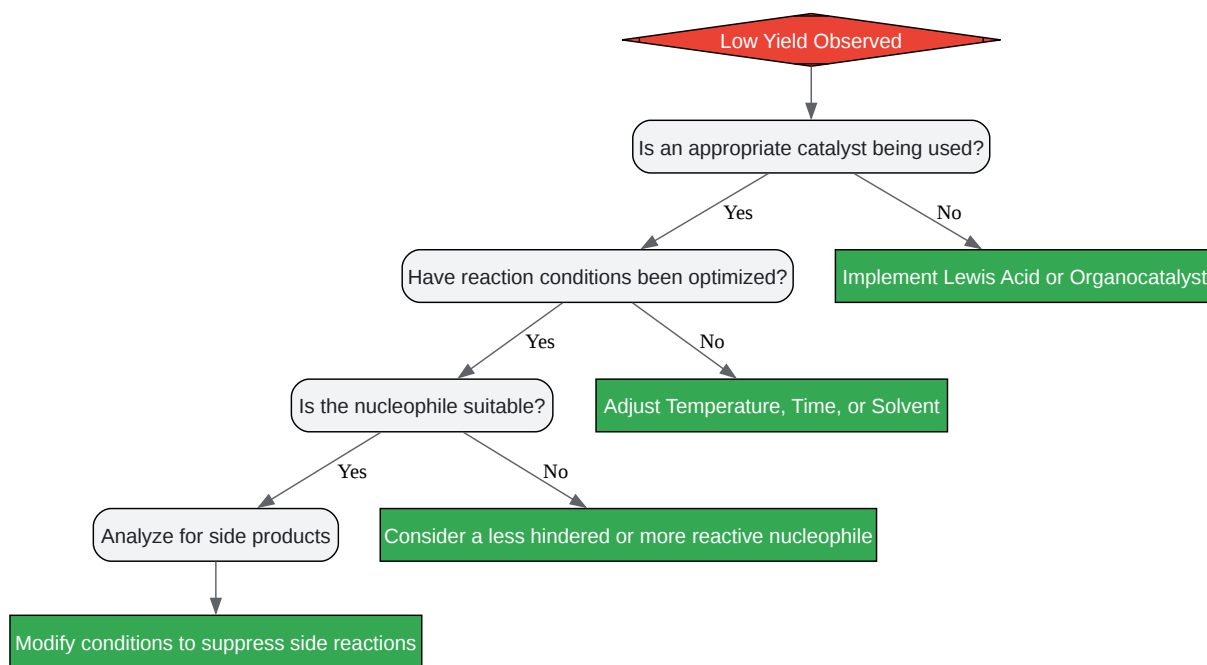 Low Yield Observed
Is an appropriate catalyst being used?
Yes
No
Have reaction conditions been optimized?
Implement Lewis Acid or Organocatalyst
Yes
No
Is the nucleophile suitable?
Adjust Temperature, Time, or Solvent
Yes
No
Analyze for side products
Consider a less hindered or more reactive nucleophile
Modify conditions to suppress side reactions